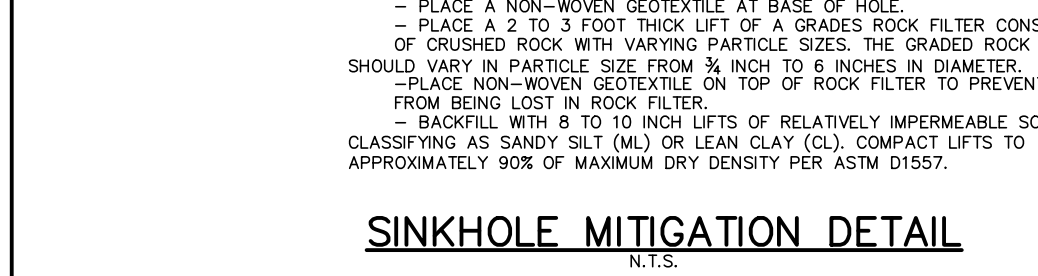 – PLACE A NON–WOVEN GEOTEXTILE AT BASE OF HOLE.
– PLACE A 2 TO 3 FOOT THICK LIFT OF A GRADES ROCK FILTER CONS
OF CRUSHED ROCK WITH VARYING PARTICLE SIZES. THE GRADED ROCK
SHOULD VARY IN PARTICLE SIZE FROM ¾ INCH TO 6 INCHES IN DIAMETER.
–PLACE NON–WOVEN GEOTEXTILE ON TOP OF ROCK FILTER TO PREVENT
FROM BEING LOST IN ROCK FILTER.
– BACKFILL WITH 8 TO 10 INCH LIFTS OF RELATIVELY IMPERMEABLE SO
CLASSIFYING AS SANDY SILT (ML) OR LEAN CLAY (CL). COMPACT LIFTS TO
APPROXIMATELY 90% OF MAXIMUM DRY DENSITY PER ASTM D1557.
SINKHOLE MITIGATION DETAIL
N.T.S.